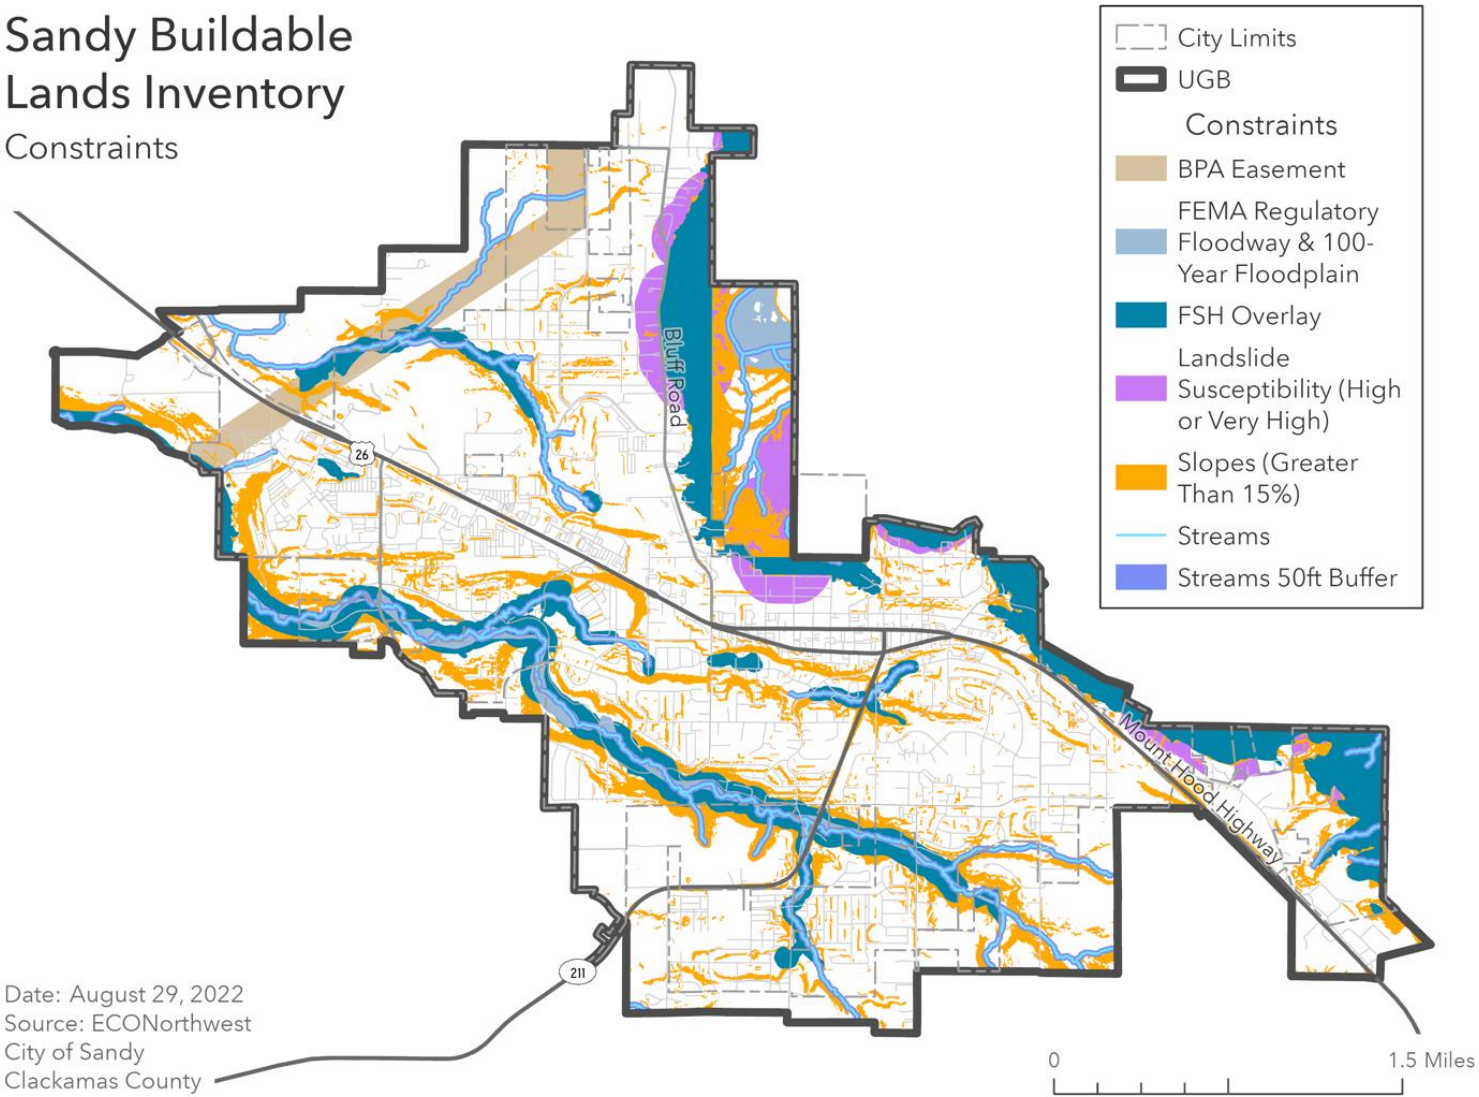 Sandy Buildable
Lands Inventory
Constraints
City Limits
UGB
Constraints
BPA Easement
FEMA Regulatory
Floodway & 100-
Year Floodplain
FSH Overlay
Landslide
Susceptibility (High
or Very High)
Slopes (Greater
Than 15%)
Streams
Streams 50ft Buffer
Bluff Road
26
Mount Hood Highway
211
Date: August 29, 2022
Source: ECONorthwest
City of Sandy
Clackamas County
0
1.5 Miles